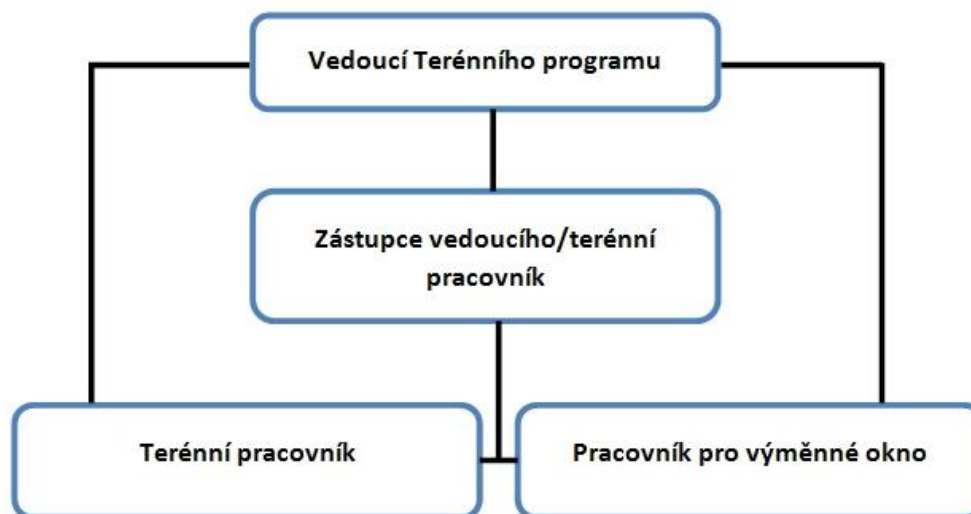 Vedoucí Terénního programu
Zástupce vedoucího/terénní
pracovník
Terénní pracovník
Pracovník pro výměnné okno